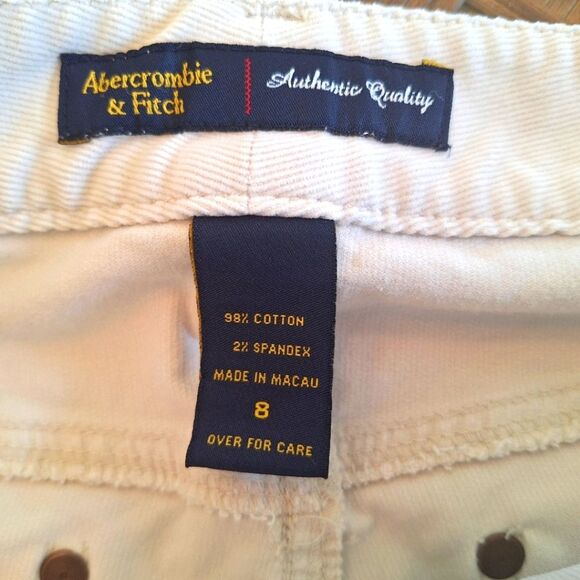 Abercrombie
& Fitch
Authentic Quality
98% COTTON
2% SPANDEX
MADE IN MACAU
8
OVER FOR CARE